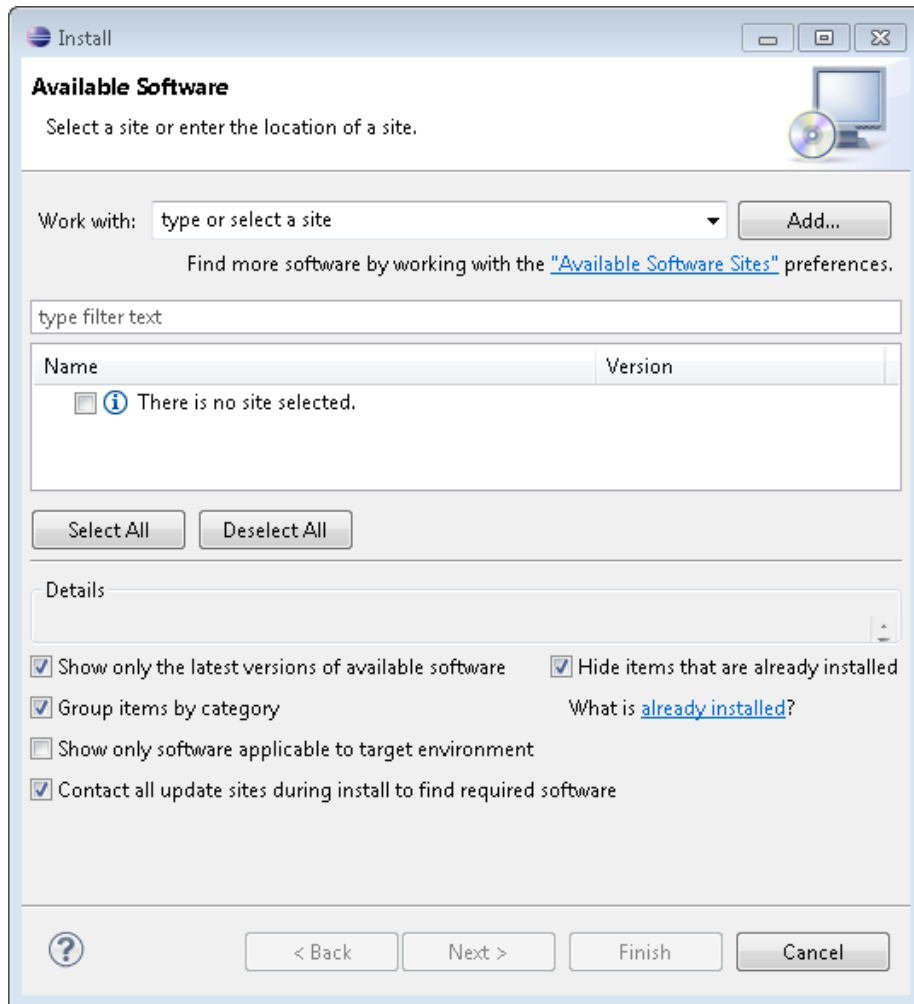 Install
Available Software
Select a site or enter the location of a site.
Work with: type or select a site Add...
Find more software by working with the "Available Software Sites" preferences.
type filter text
Name Version
There is no site selected.
Select All Deselect All
Details
Show only the latest versions of available software Hide items that are already installed
Group items by category What is already installed?
Show only software applicable to target environment
Contact all update sites during install to find required software
? < Back Next > Finish Cancel